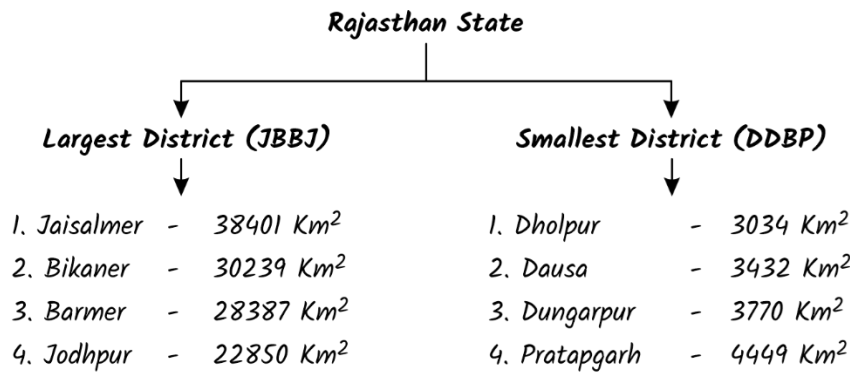 Rajasthan State
Largest District (JBBJ)
1. Jaisalmer - 38401 Km²
2. Bikaner - 30239 Km²
3. Barmer - 28387 Km²
4. Jodhpur - 22850 Km²
Smallest District (DDBP)
1. Dholpur - 3034 Km²
2. Dausa - 3432 Km²
3. Dungarpur - 3770 Km²
4. Pratapgarh - 4449 Km²